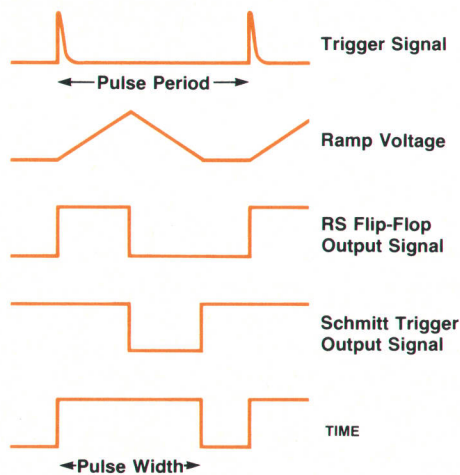 Trigger Signal
Pulse Period
Ramp Voltage
RS Flip-Flop
Output Signal
Schmitt Trigger
Output Signal
TIME
Pulse Width